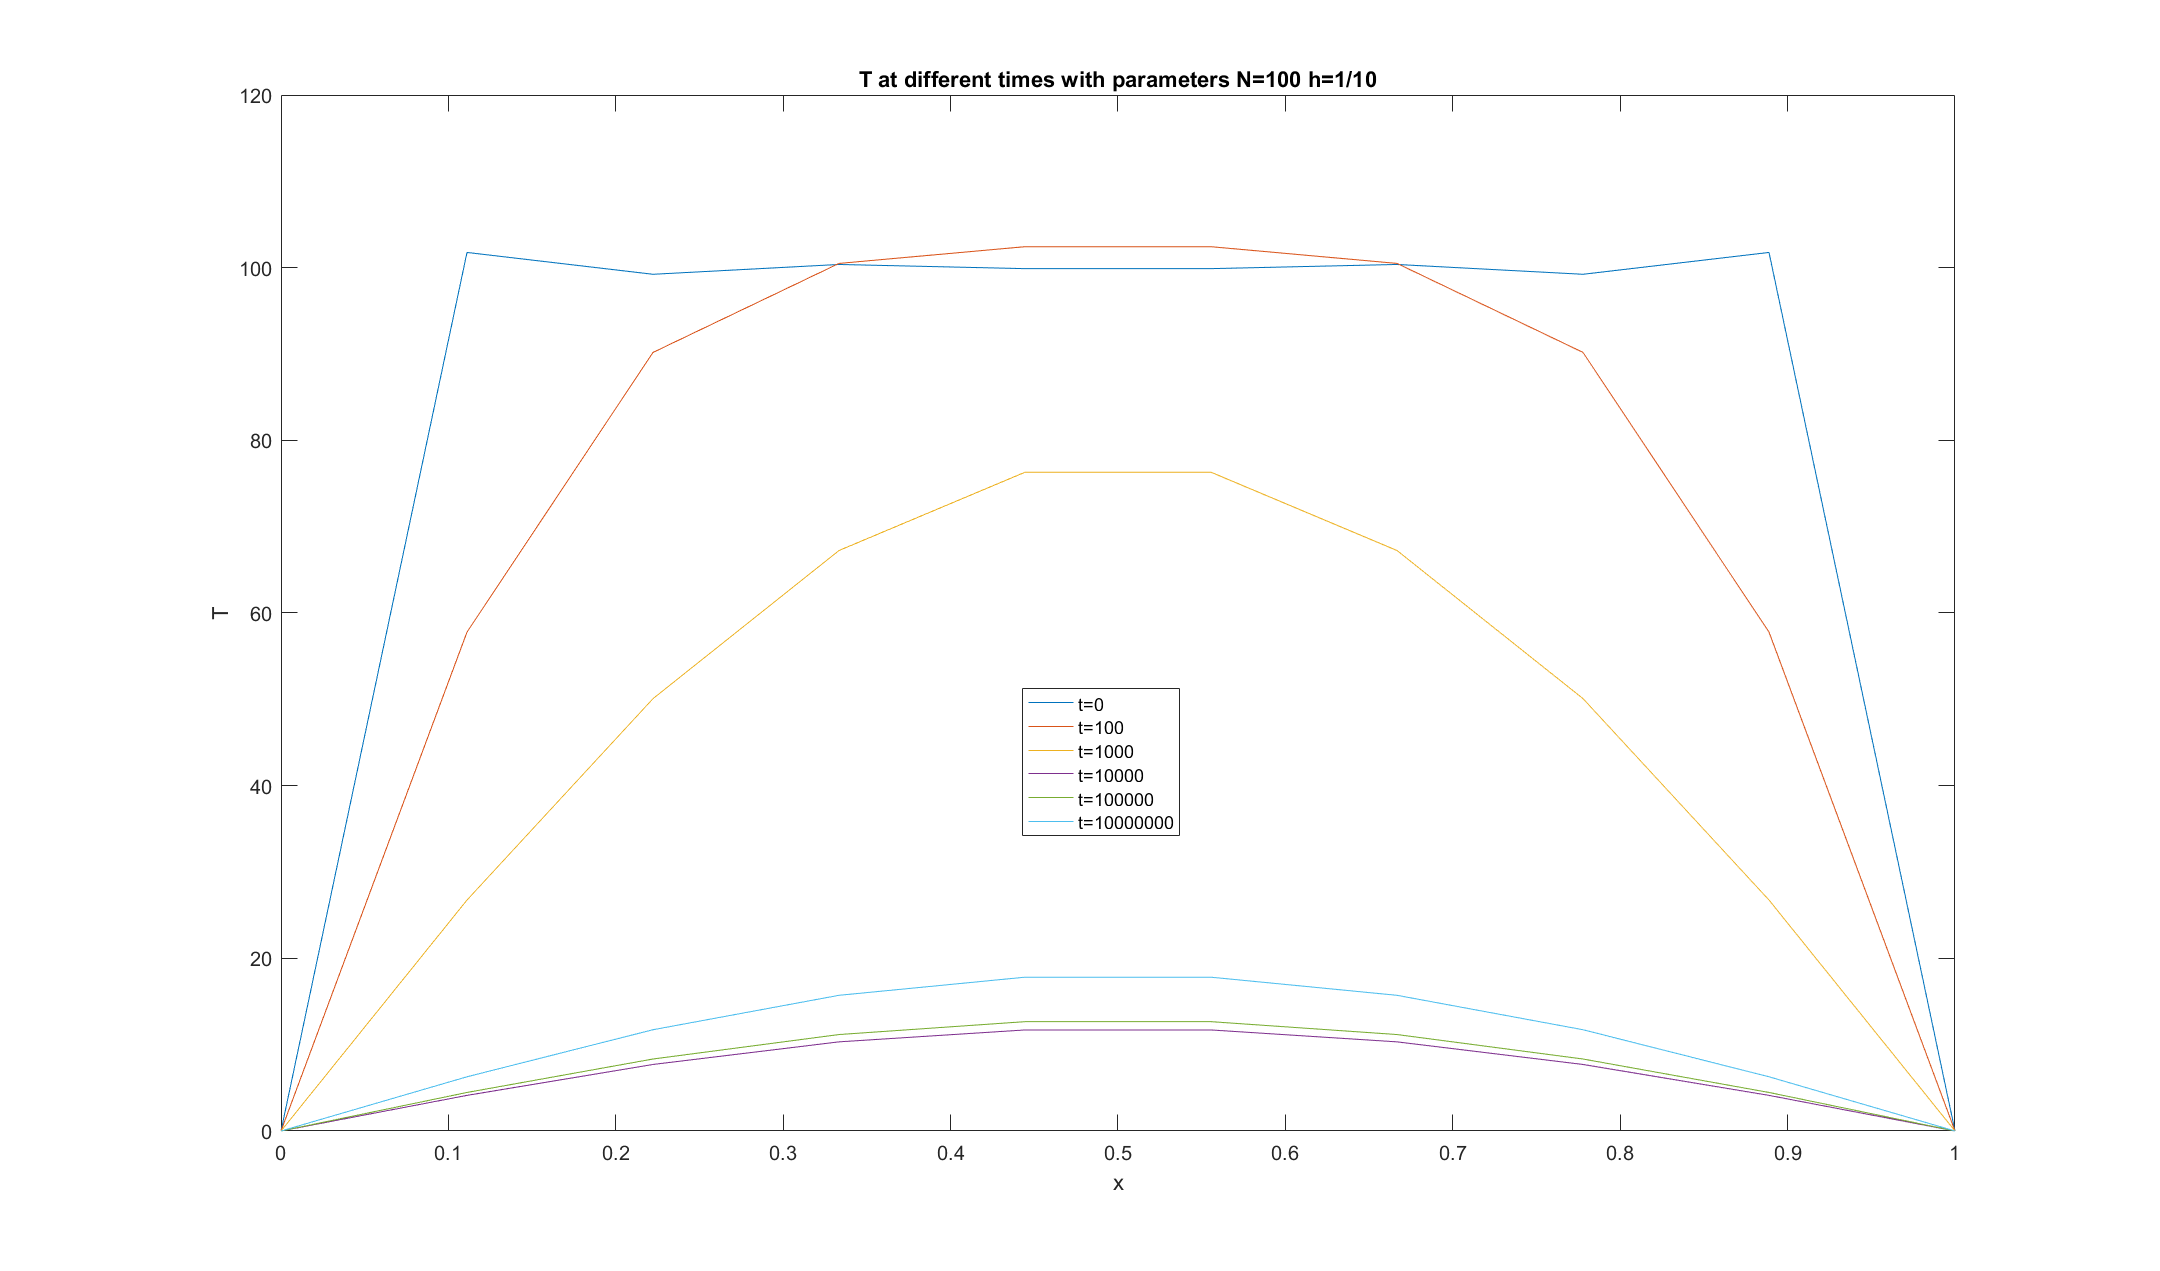 T at different times with parameters N=100 h=1/10
120
100
80
60
40
20
0
T
t=0
t=100
t=1000
t=10000
t=100000
t=10000000
0 0.1 0.2 0.3 0.4 0.5 0.6 0.7 0.8 0.9 1
x